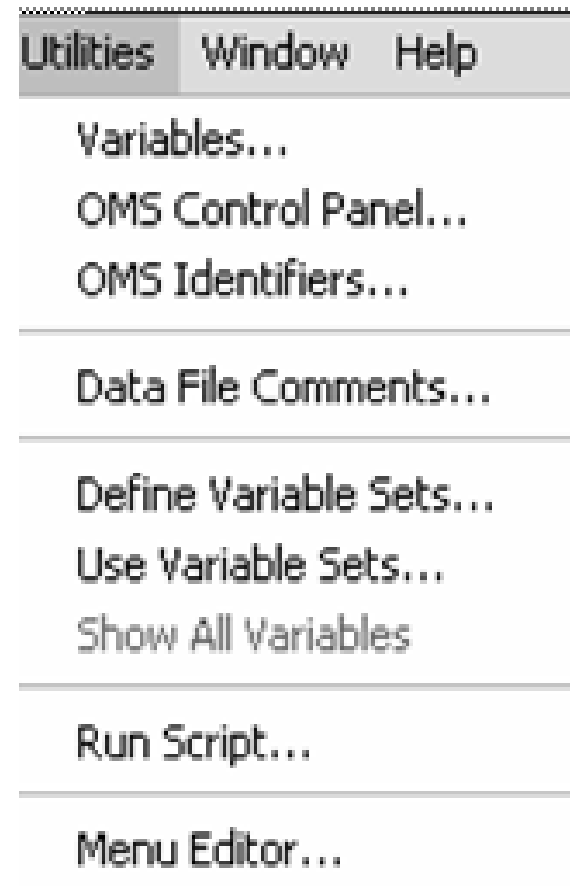 Utilities Window Help
Variables...
OMS Control Panel...
OMS Identifiers...
Data File Comments...
Define Variable Sets...
Use Variable Sets...
Show All Variables
Run Script...
Menu Editor...